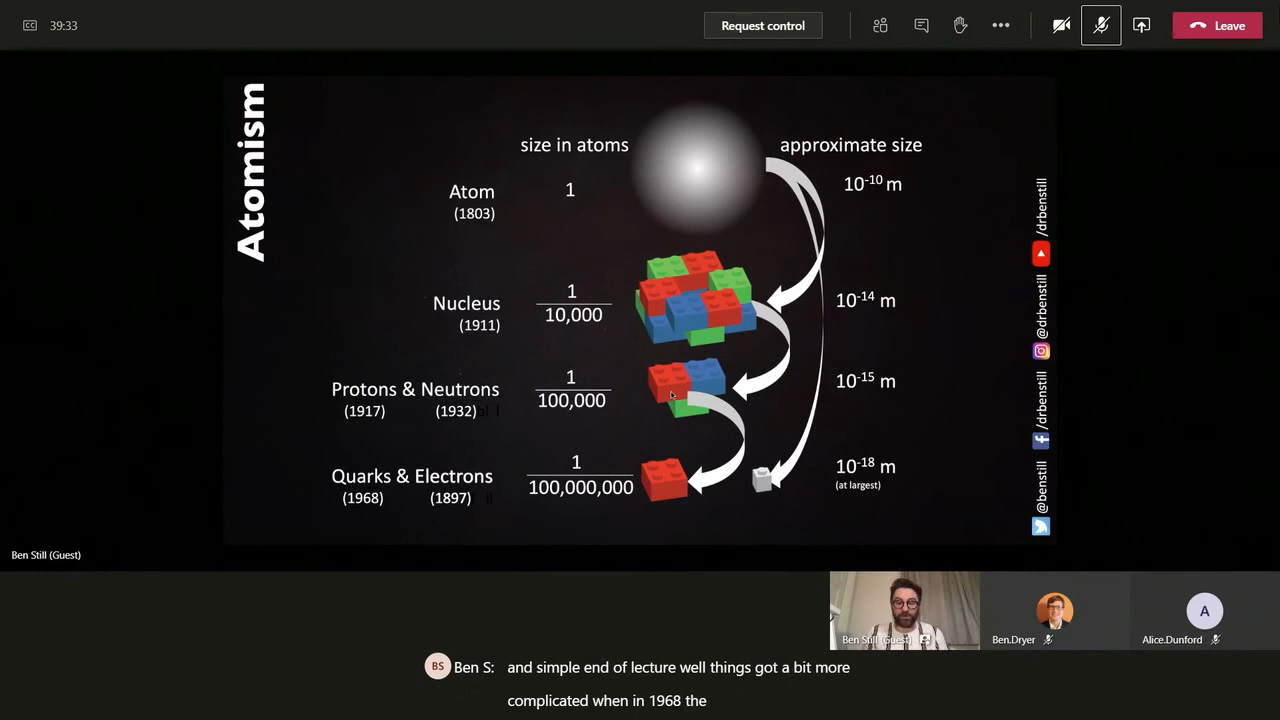 CC
39:33
Request control
Leave
Atomism
size in atoms
approximate size
Atom
(1803)
1
10-10 m
Nucleus
(1911)
1
10,000
10-14 m
Protons & Neutrons
(1917) (1932)
1
100,000
10-15 m
Quarks & Electrons
(1968) (1897)
1
100,000,000
10-18 m
(at largest)
/drbenstill
@drbenstill
/drbenstill
@benstill
Ben Still (Guest)
Ben Still (Guest)
Ben.Dryer
A
Alice.Dunford
BS Ben S: and simple end of lecture well things got a bit more
complicated when in 1968 the